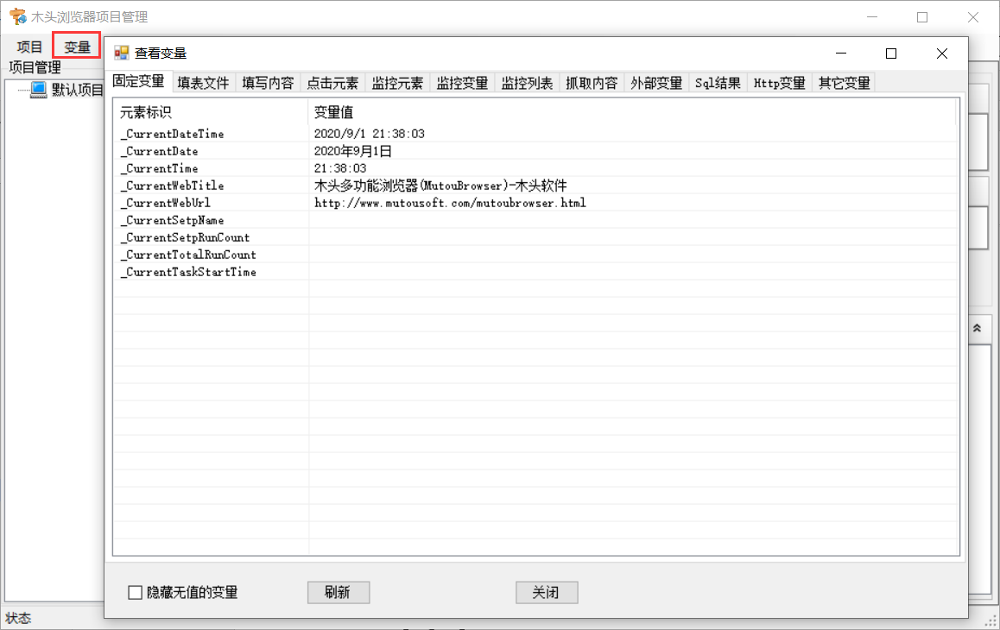 木头浏览器项目管理
项目 变量
项目管理
默认项目
查看变量
固定变量 填表文件 填写内容 点击元素 监控元素 监控变量 监控列表 抓取内容 外部变量 Sql结果 Http变量 其它变量
元素标识 变量值
_CurrentDateTime 2020/9/1 21:38:03
_CurrentDate 2020年9月1日
_CurrentTime 21:38:03
_CurrentWebTitle 木头多功能浏览器(MutouBrowser)-木头软件
_CurrentWebUrl http://www.mutousoft.com/mutoubrowser.html
_CurrentSetpName
_CurrentSetpRunCount
_CurrentTotalRunCount
_CurrentTaskStartTime
隐藏无值的变量 刷新 关闭
状态